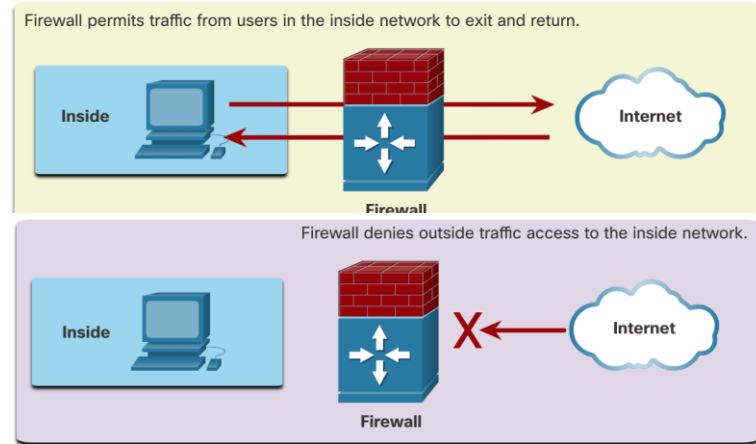 Firewall permits traffic from users in the inside network to exit and return.
Inside
Internet
Firewall
Firewall denies outside traffic access to the inside network.
Inside
X
Internet
Firewall